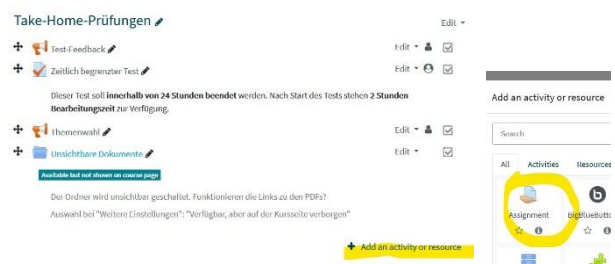 Take-Home-Prüfungen
Edit
Test-Feedback
Edit
Zeitlich begrenzter Test
Edit
Dieser Test soll innerhalb von 24 Stunden beendet werden. Nach Start des Tests stehen 2 Stunden
Bearbeitungszeit zur Verfügung.
Themenwahl
Edit
Unsichtbare Dokumente
Edit
Available but not shown on course page
Der Ordner wird unsichtbar geschaltet. Funktionieren die Links zu den PDFs?
Auswahl bei "Weitere Einstellungen": "Verfügbar, aber auf der Kursseite verborgen"
Add an activity or resource
Add an activity or resource
Search
All Activities Resources
Assignment BigBlueButto